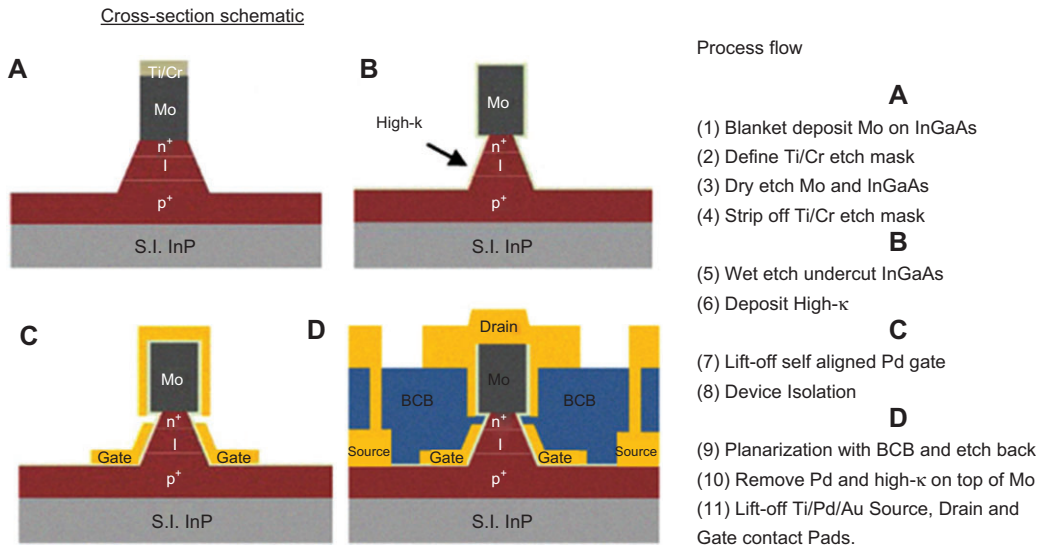 Cross-section schematic
A
Ti/Cr
Mo
n+
I
p+
S.I. InP
B
Mo
High-k
n+
I
p+
S.I. InP
C
Mo
n+
I
Gate
Gate
p+
S.I. InP
D
Drain
Mo
BCB
BCB
n+
I
Source
Gate
Gate
Source
p+
S.I. InP
Process flow
A
(1) Blanket deposit Mo on InGaAs
(2) Define Ti/Cr etch mask
(3) Dry etch Mo and InGaAs
(4) Strip off Ti/Cr etch mask
B
(5) Wet etch undercut InGaAs
(6) Deposit High-κ
C
(7) Lift-off self aligned Pd gate
(8) Device Isolation
D
(9) Planarization with BCB and etch back
(10) Remove Pd and high-κ on top of Mo
(11) Lift-off Ti/Pd/Au Source, Drain and
Gate contact Pads.